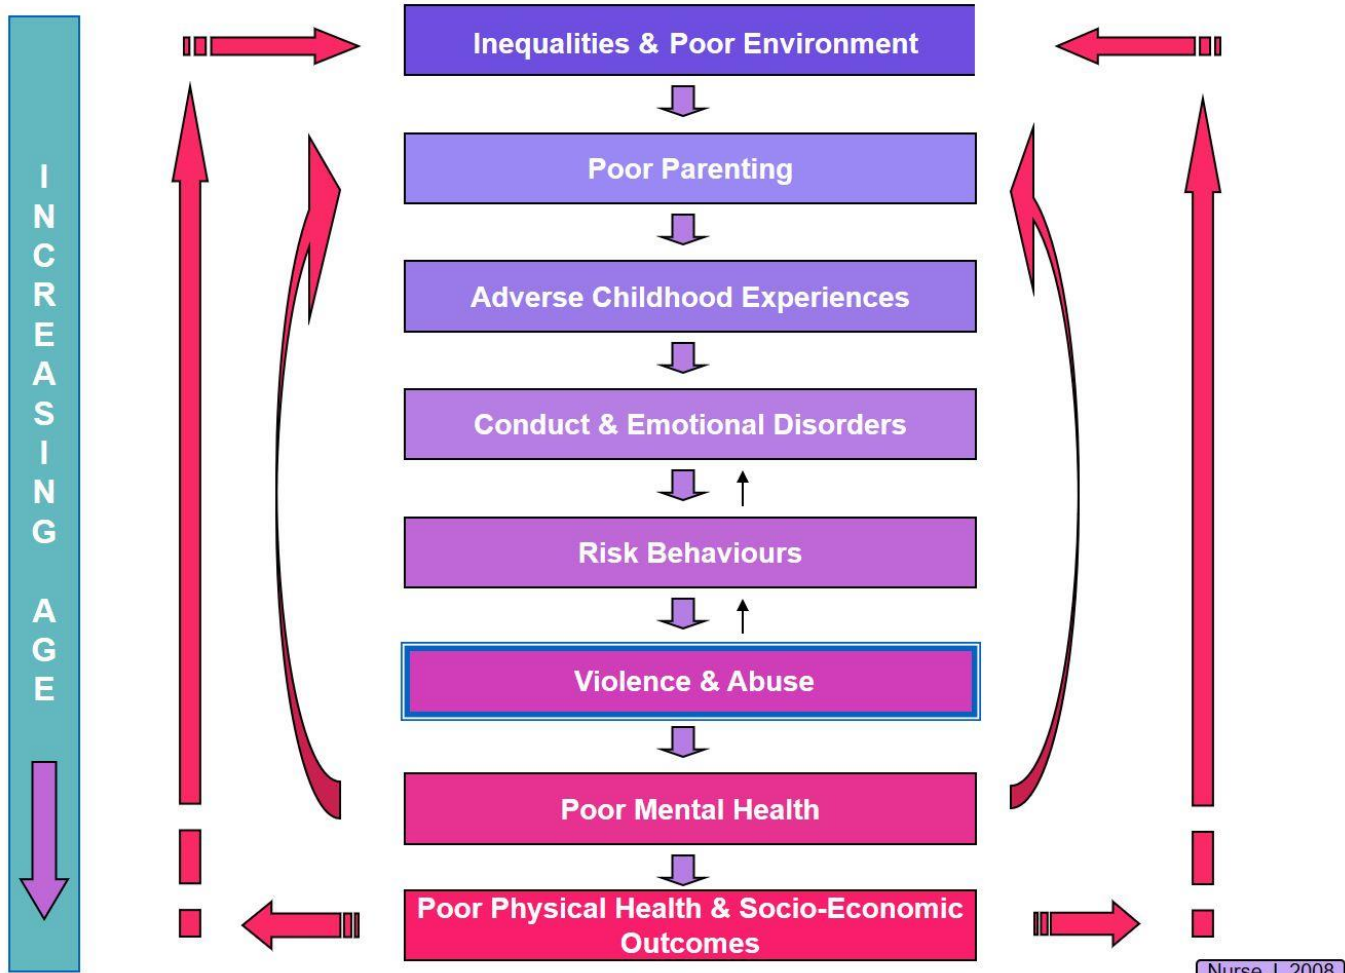 INCREASING AGE
Inequalities & Poor Environment
Poor Parenting
Adverse Childhood Experiences
Conduct & Emotional Disorders
Risk Behaviours
Violence & Abuse
Poor Mental Health
Poor Physical Health & Socio-Economic
Outcomes
Nurse J 2008